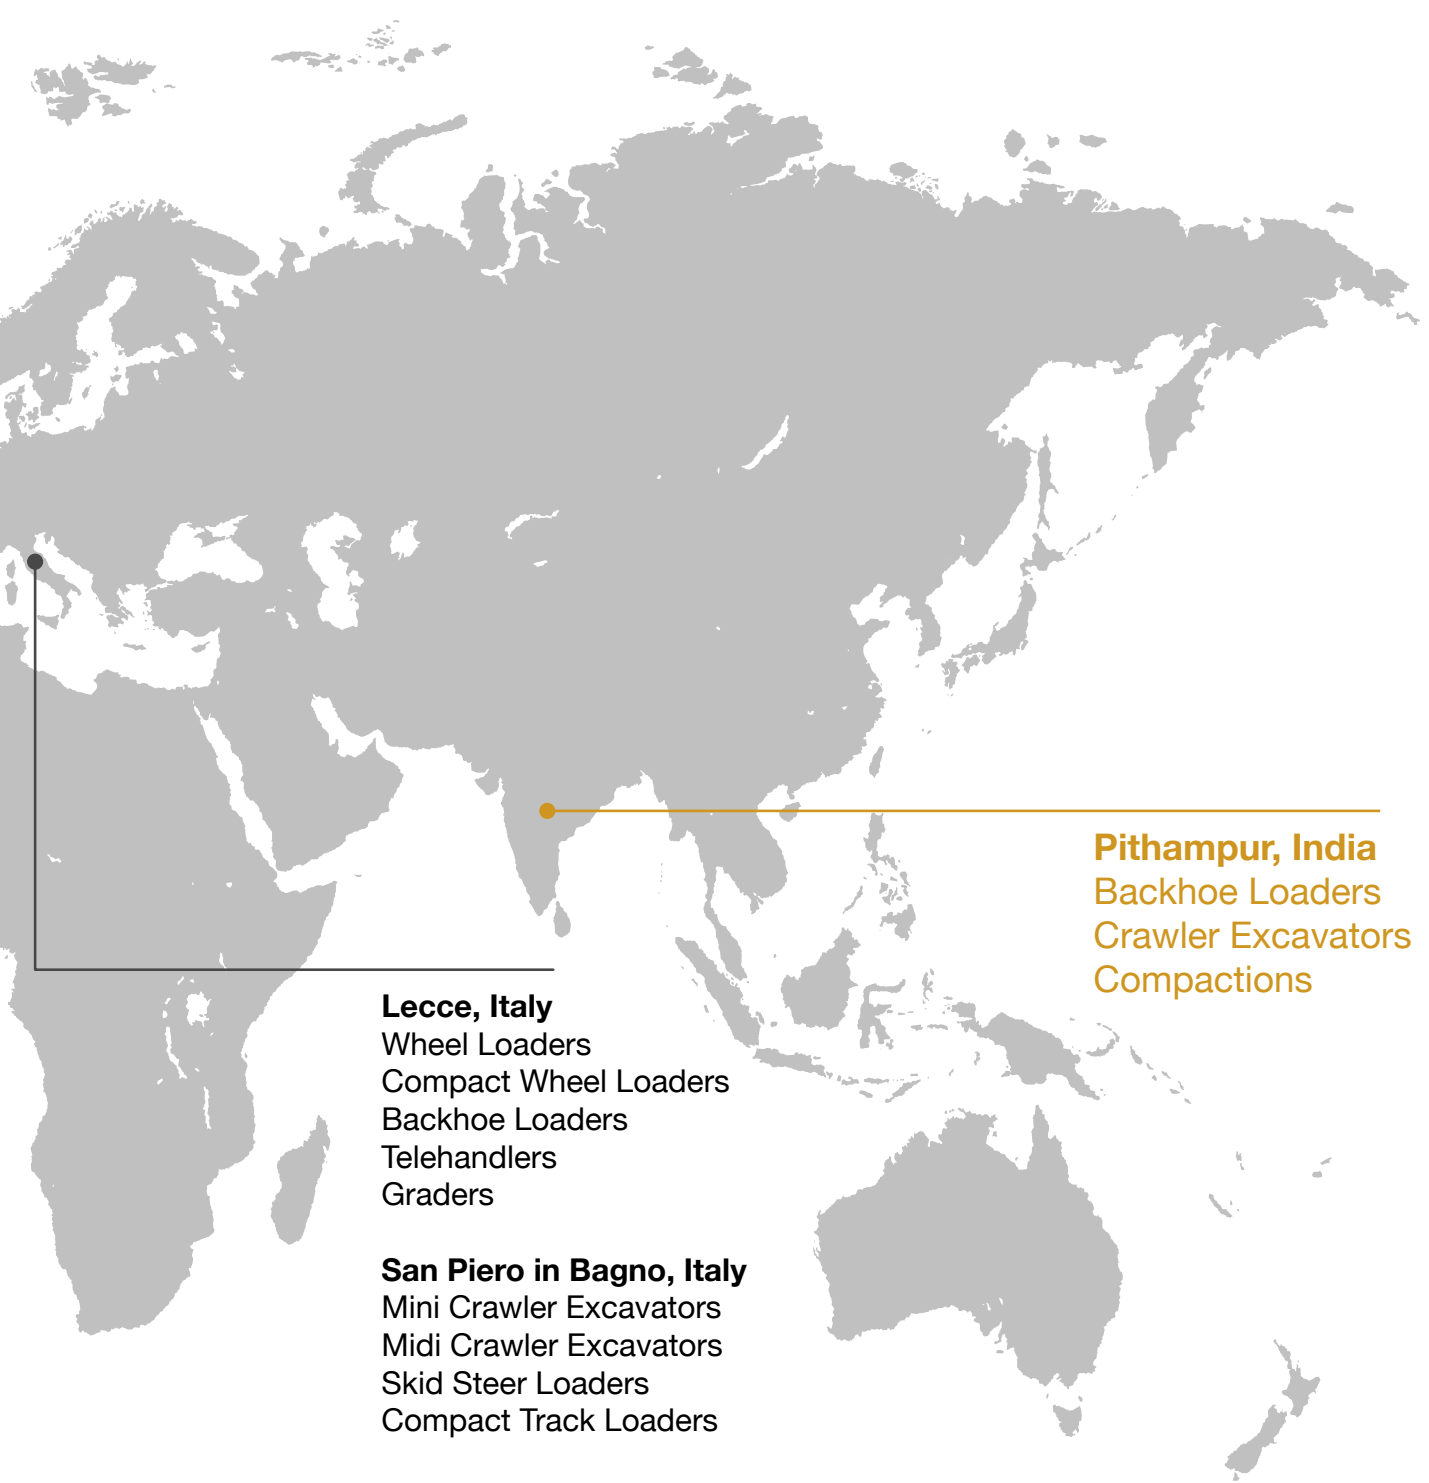 Pithampur, India
Backhoe Loaders
Crawler Excavators
Compactions
Lecce, Italy
Wheel Loaders
Compact Wheel Loaders
Backhoe Loaders
Telehandlers
Graders
San Piero in Bagno, Italy
Mini Crawler Excavators
Midi Crawler Excavators
Skid Steer Loaders
Compact Track Loaders